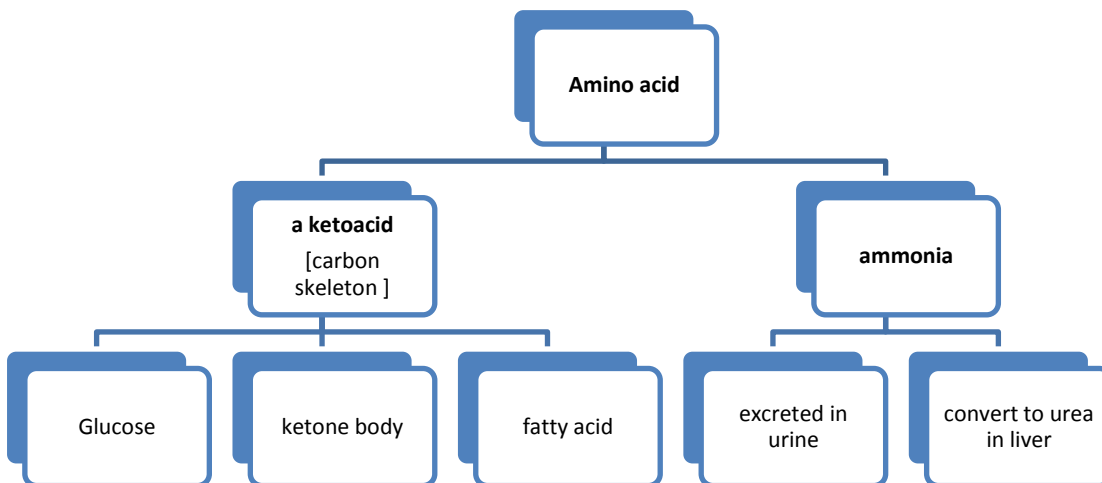 Amino acid
a ketoacid
[carbon
skeleton ]
ammonia
Glucose
ketone body
fatty acid
excreted in
urine
convert to urea
in liver